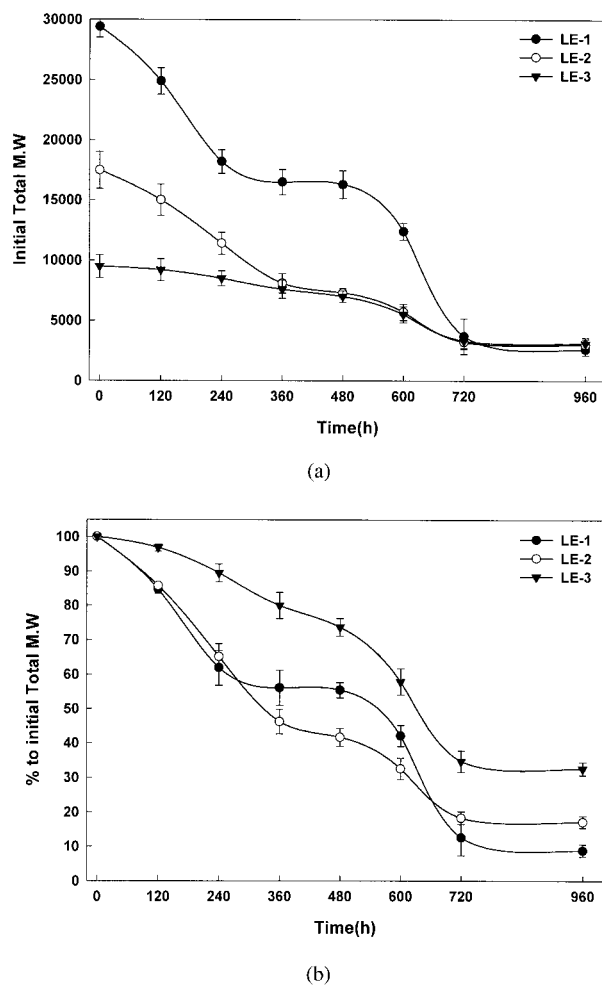 30000
25000
20000
15000
10000
5000
0
Initial Total M.W
LE-1
LE-2
LE-3
0 120 240 360 480 600 720 960
Time(h)
(a)
100
90
80
70
60
50
40
30
20
10
0
% to initial Total M.W
LE-1
LE-2
LE-3
0 120 240 360 480 600 720 960
Time(h)
(b)